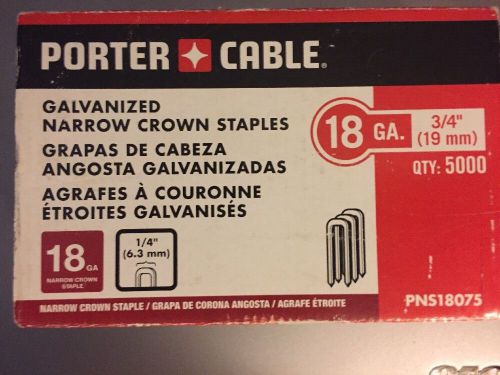 PORTER CABLE®
GALVANIZED
NARROW CROWN STAPLES
GRAPAS DE CABEZA
ANGOSTA GALVANIZADAS
AGRAFES À COURONNE
ÉTROITES GALVANISÉS
18 GA.
3/4"
(19 mm)
QTY: 5000
18 GA
NARROW CROWN
STAPLE
1/4"
(6.3 mm)
NARROW CROWN STAPLE / GRAPA DE CORONA ANGOSTA / AGRAFE ÉTROITE
PNS18075